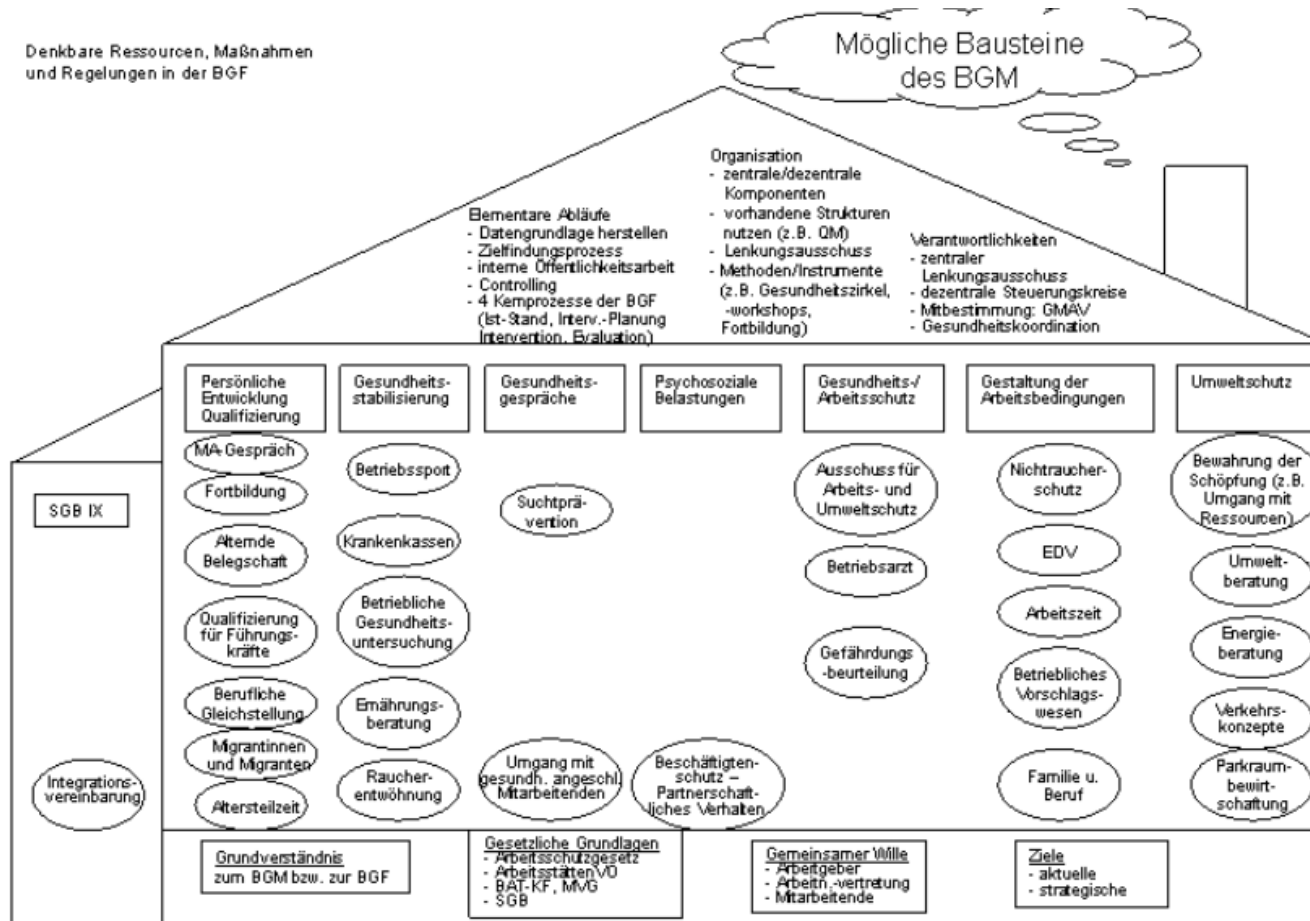 Denkbare Ressourcen, Maßnahmen
und Regelungen in der BGF
Mögliche Bausteine
des BGM
Elementare Abläufe
- Datengrundlage herstellen
- Zielfindungsprozess
- interne Öffentlichkeitsarbeit
- Controlling
- 4 Kernprozesse der BGF
(Ist-Stand, Interv.-Planung
Intervention, Evaluation)
Organisation
- zentrale/dezentrale
Komponenten
- vorhandene Strukturen
nutzen (z.B. QM)
- Lenkungsausschuss
- Methoden/Instrumente
(z.B. Gesundheitszirkel,
-workshops,
Fortbildung)
Verantwortlichkeiten
- zentraler
Lenkungsausschuss
- dezentrale Steuerungskreise
- Mitbestimmung: GMAV
- Gesundheitskoordination
SGB IX
Integrations-
vereinbarung
Persönliche
Entwicklung
Qualifizierung
MA-Gespräch
Fortbildung
Alternde
Belegschaft
Qualifizierung
für Führungs-
kräfte
Berufliche
Gleichstellung
Migrantinnen
und Migranten
Altersteilzeit
Gesundheits-
stabilisierung
Betriebssport
Krankenkassen
Betriebliche
Gesundheits-
untersuchung
Ernährungs-
beratung
Raucher-
entwöhnung
Gesundheits-
gespräche
Suchtprä-
vention
Umgang mit
gesundh. angeschl.
Mitarbeitenden
Psychosoziale
Belastungen
Beschäftigten-
schutz –
Partnerschaft-
liches Verhalten
Gesundheits-/
Arbeitsschutz
Ausschuss für
Arbeits- und
Umweltschutz
Betriebsarzt
Gefährdungs
-beurteilung
Gestaltung der
Arbeitsbedingungen
Nichtraucher-
schutz
EDV
Arbeitszeit
Betriebliches
Vorschlags-
wesen
Familie u.
Beruf
Umweltschutz
Bewahrung der
Schöpfung (z.B.
Umgang mit
Ressourcen)
Umwelt-
beratung
Energie-
beratung
Verkehrs-
konzepte
Parkraum-
bewirt-
schaftung
Grundverständnis
zum BGM bzw. zur BGF
Gesetzliche Grundlagen
- Arbeitsschutzgesetz
- ArbeitsstättenVO
- BAT-KF, MVG
- SGB
Gemeinsamer Wille
- Arbeitgeber
- Arbeitn.-vertretung
- Mitarbeitende
Ziele
- aktuelle
- strategische